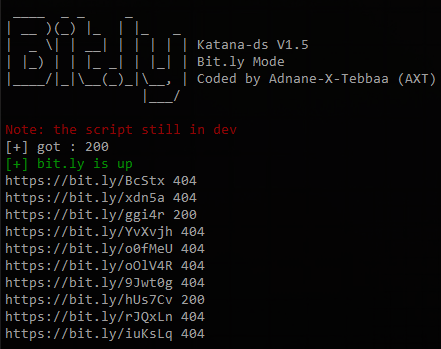 Bit.ly
Katana-ds V1.5
Bit.ly Mode
Coded by Adnane-X-Tebbaa (AXT)
Note: the script still in dev
[+] got : 200
[+] bit.ly is up
https://bit.ly/BcStx 404
https://bit.ly/xdn5a 404
https://bit.ly/ggi4r 200
https://bit.ly/YvXvjh 404
https://bit.ly/o0fMeU 404
https://bit.ly/oOlV4R 404
https://bit.ly/9Jwt0g 404
https://bit.ly/hUs7Cv 200
https://bit.ly/rJQxLn 404
https://bit.ly/iuKsLq 404